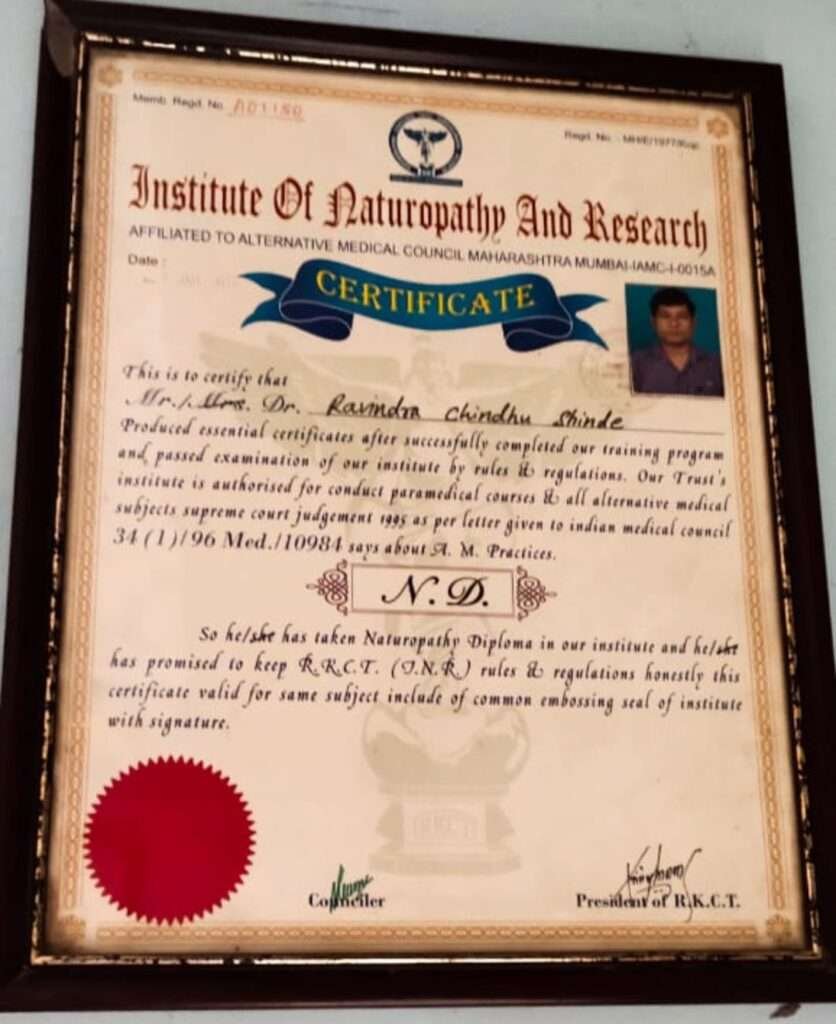 Memb. Regd. No. A01150
Regd. No. - MH/E/1977/
Institute Of Naturopathy And Research
AFFILIATED TO ALTERNATIVE MEDICAL COUNCIL MAHARASHTRA MUMBAI-IAMC-I-0015A
Date :
CERTIFICATE
This is to certify that
Mr./Mrs. Dr. Ravindra Chindhu Shinde
Produced essential certificates after successfully completed our training program
and passed examination of our institute by rules & regulations. Our Trust's
institute is authorised for conduct paramedical courses & all alternative medical
subjects supreme court judgement 1995 as per letter given to indian medical council
34 (1)/96 Med./10984 says about A. M. Practices.
N.D.
So he/she has taken Naturopathy Diploma in our institute and he/she
has promised to keep R.K.C.T. (I.N.R.) rules & regulations honestly this
certificate valid for same subject include of common embossing seal of institute
with signature.
Counciler
President of R.K.C.T.